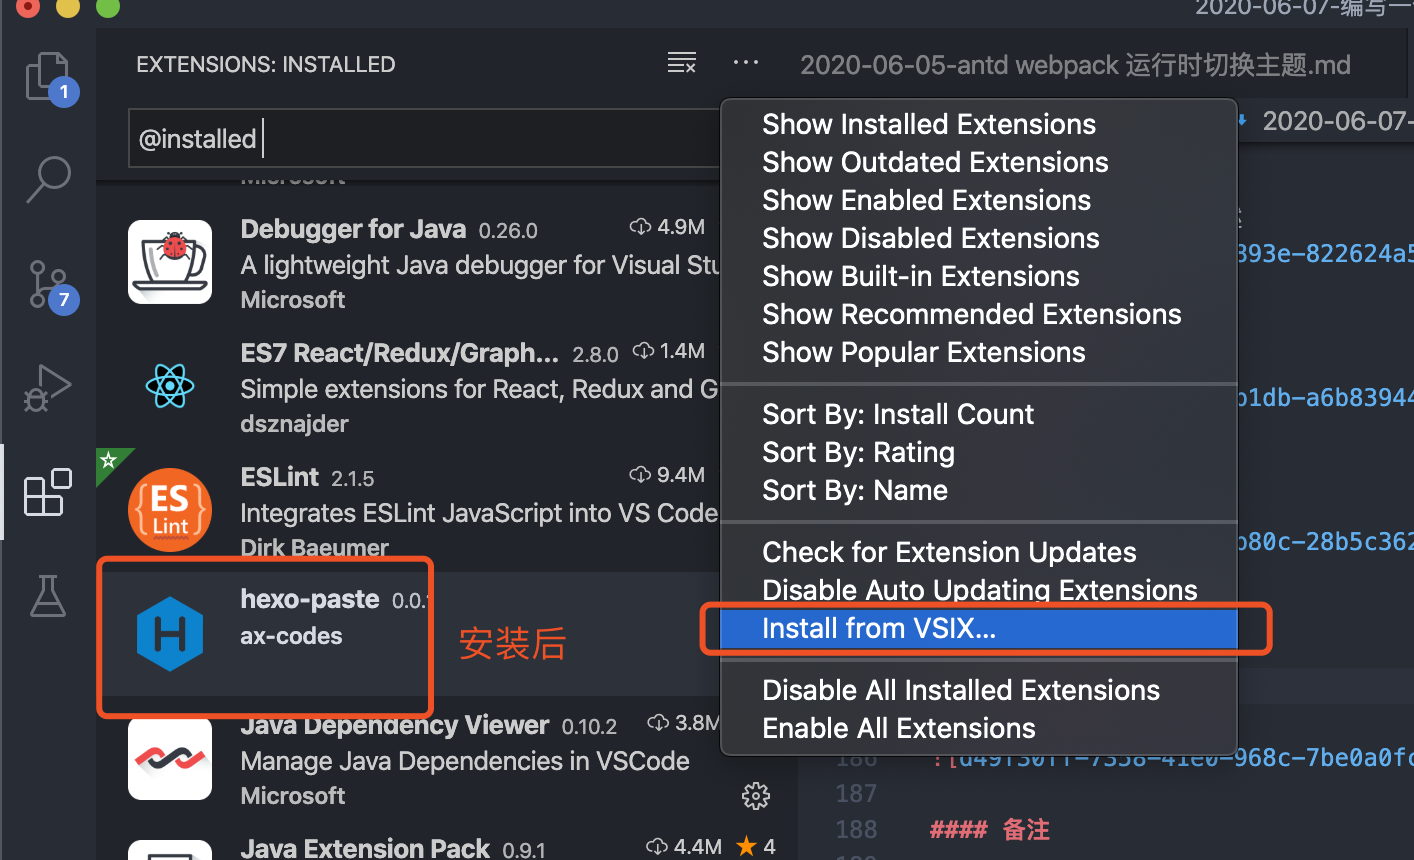 2020-06-07-编写一
EXTENSIONS: INSTALLED
2020-06-05-antd webpack 运行时切换主题.md
@installed
2020-06-07-
Microsoft
Debugger for Java 0.26.0 4.9M
A lightweight Java debugger for Visual Stu
Microsoft
ES7 React/Redux/Graph... 2.8.0 1.4M
Simple extensions for React, Redux and G
dsznajder
ESLint 2.1.5 9.4M
Integrates ESLint JavaScript into VS Code
Dirk Baeumer
hexo-paste 0.0.
ax-codes
安装后
Java Dependency Viewer 0.10.2 3.8M
Manage Java Dependencies in VSCode
Microsoft
Java Extension Pack 0.9.1 4.4M 4
1
7
ES
Lint
H
Show Installed Extensions
Show Outdated Extensions
Show Enabled Extensions
Show Disabled Extensions
Show Built-in Extensions
Show Recommended Extensions
Show Popular Extensions
Sort By: Install Count
Sort By: Rating
Sort By: Name
Check for Extension Updates
Disable Auto Updating Extensions
Install from VSIX...
Disable All Installed Extensions
Enable All Extensions
893e-822624a5
b1db-a6b83944
b80c-28b5c362
186 ![d49f30ff-7358-41e0-968c-7be0a0fc
187
188 #### 备注